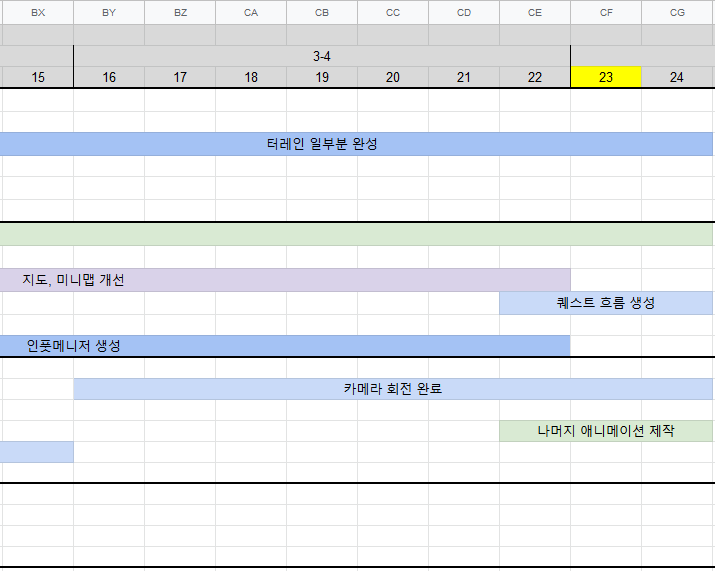 BX BY BZ CA CB CC CD CE CF CG
3-4
15 16 17 18 19 20 21 22 23 24
터레인 일부분 완성
지도, 미니맵 개선
퀘스트 흐름 생성
인풋메니저 생성
카메라 회전 완료
나머지 애니메이션 제작